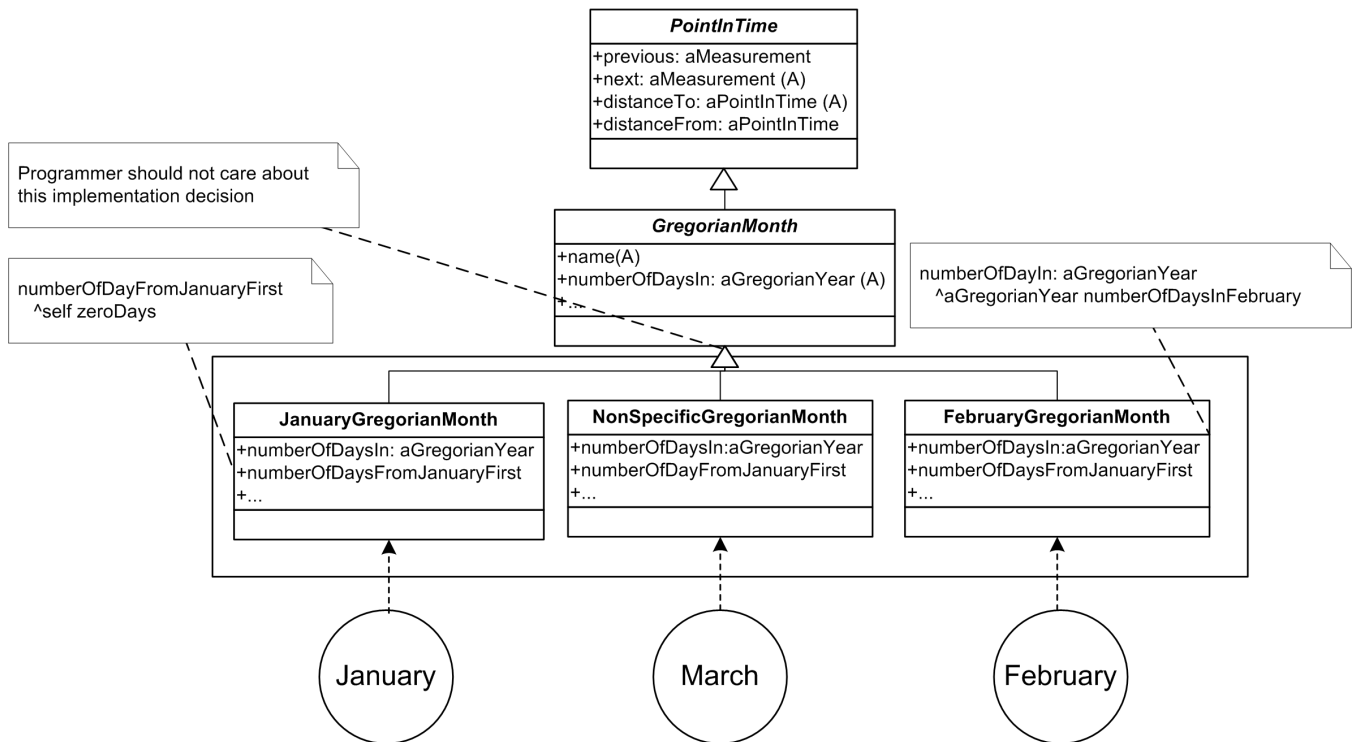 PointInTime
+previous: aMeasurement
+next: aMeasurement (A)
+distanceTo: aPointInTime (A)
+distanceFrom: aPointInTime
Programmer should not care about
this implementation decision
GregorianMonth
+name(A)
+numberOfDaysIn: aGregorianYear (A)
+...
numberOfDayFromJanuaryFirst
^self zeroDays
numberOfDayIn: aGregorianYear
^aGregorianYear numberOfDaysInFebruary
JanuaryGregorianMonth
+numberOfDaysIn: aGregorianYear
+numberOfDaysFromJanuaryFirst
+...
NonSpecificGregorianMonth
+numberOfDaysIn:aGregorianYear
+numberOfDayFromJanuaryFirst
+...
FebruaryGregorianMonth
+numberOfDaysIn:aGregorianYear
+numberOfDaysFromJanuaryFirst
+...
January
March
February